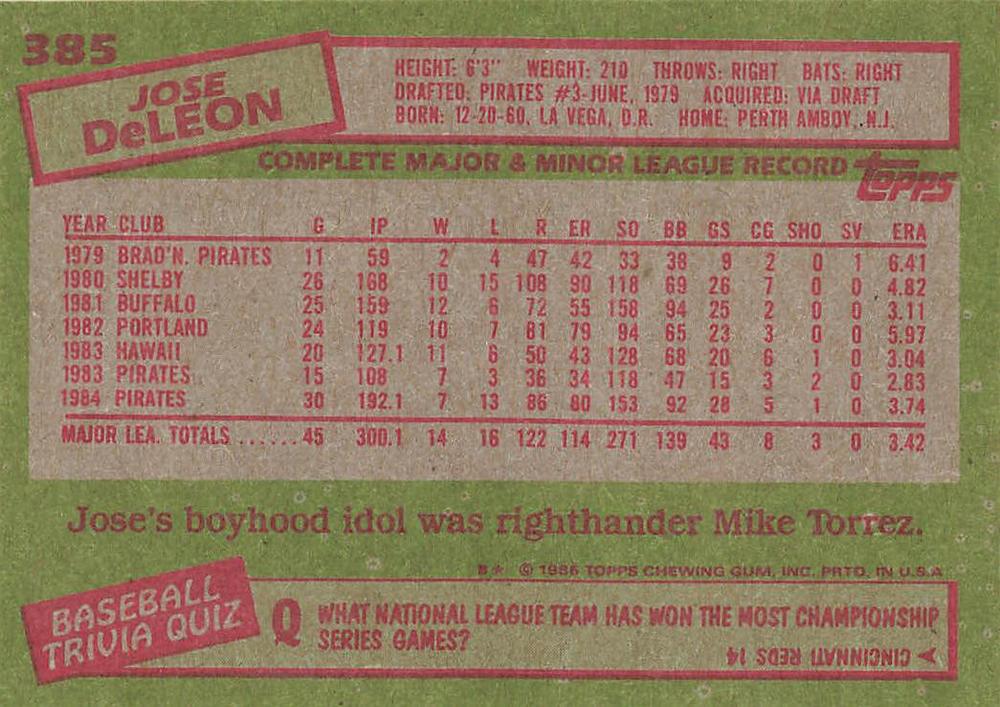 385
JOSE
DeLEON
HEIGHT: 6'3" WEIGHT: 210 THROWS: RIGHT BATS: RIGHT
DRAFTED: PIRATES #3-JUNE, 1979 ACQUIRED: VIA DRAFT
BORN: 12-20-60, LA VEGA, D.R. HOME: PERTH AMBOY, N.J.
COMPLETE MAJOR & MINOR LEAGUE RECORD topps
YEAR CLUB G IP W L R ER SO BB GS CG SHO SV ERA
1979 BRAD'N. PIRATES 11 59 2 4 47 42 33 38 9 2 0 1 6.41
1980 SHELBY 26 168 10 15 108 90 118 69 26 7 0 0 4.82
1981 BUFFALO 25 159 12 6 72 55 158 94 25 2 0 0 3.11
1982 PORTLAND 24 119 10 7 81 79 94 65 23 3 0 0 5.97
1983 HAWAII 20 127.1 11 6 50 43 128 68 20 6 1 0 3.04
1983 PIRATES 15 108 7 3 36 34 118 47 15 3 2 0 2.83
1984 PIRATES 30 192.1 7 13 86 80 153 92 28 5 1 0 3.74
MAJOR LEA. TOTALS ......45 300.1 14 16 122 114 271 139 43 8 3 0 3.42
Jose's boyhood idol was righthander Mike Torrez.
B★ © 1985 TOPPS CHEWING GUM, INC. PRTD. IN U.S.A
BASEBALL
TRIVIA QUIZ
Q WHAT NATIONAL LEAGUE TEAM HAS WON THE MOST CHAMPIONSHIP
SERIES GAMES?
CINCINNATI REDS 14